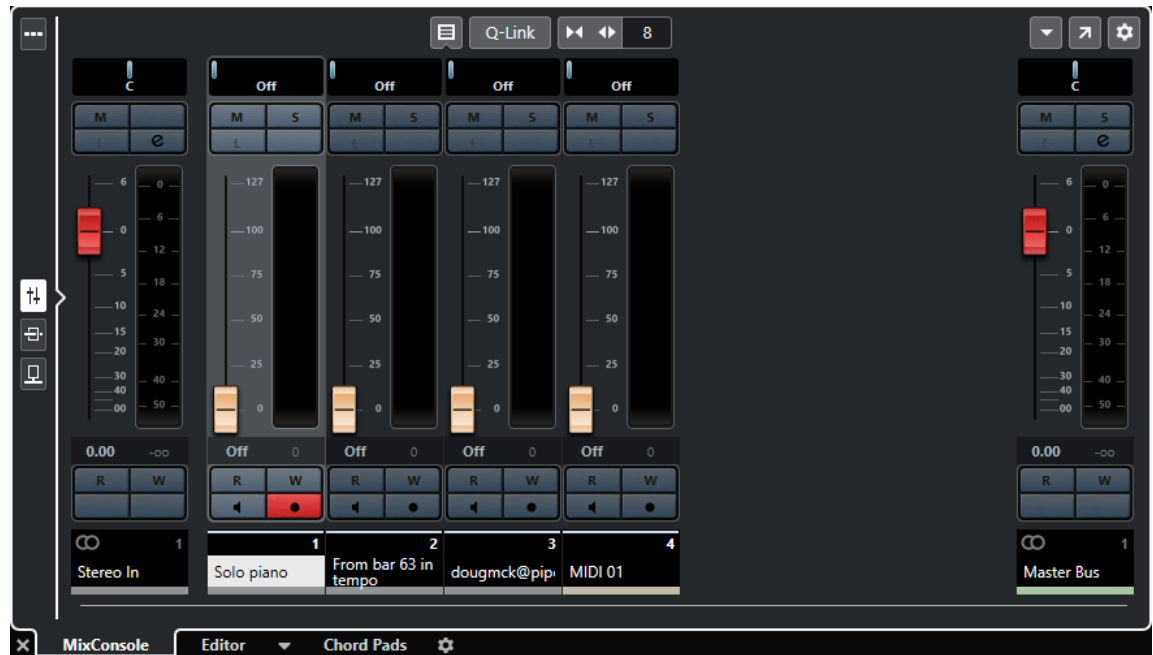 Q-Link 8
C Off Off Off Off C
M M S M S M S M S M S
L e L L L L L e
6 0 127 127 127 127 6 0
6 6
0 100 100 100 100 0
12 12
5 75 75 75 75 5
18 18
10 24 50 50 50 50 10 24
15 30 15 30
20 20
30 40 25 25 25 25 30 40
40 40
00 50 0 0 0 0 00 50
0.00 -oo Off 0 Off 0 Off 0 Off 0 0.00 -oo
R W R W R W R W R W R W
1 1 2 3 4 1
Stereo In Solo piano From bar 63 in dougmck@pip MIDI 01 Master Bus
tempo
MixConsole Editor Chord Pads